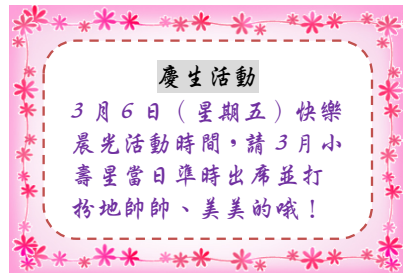 慶生活動
3月6日（星期五）快樂
晨光活動時間，請3月小
壽星當日準時出席並打
扮地帥帥、美美的哦！